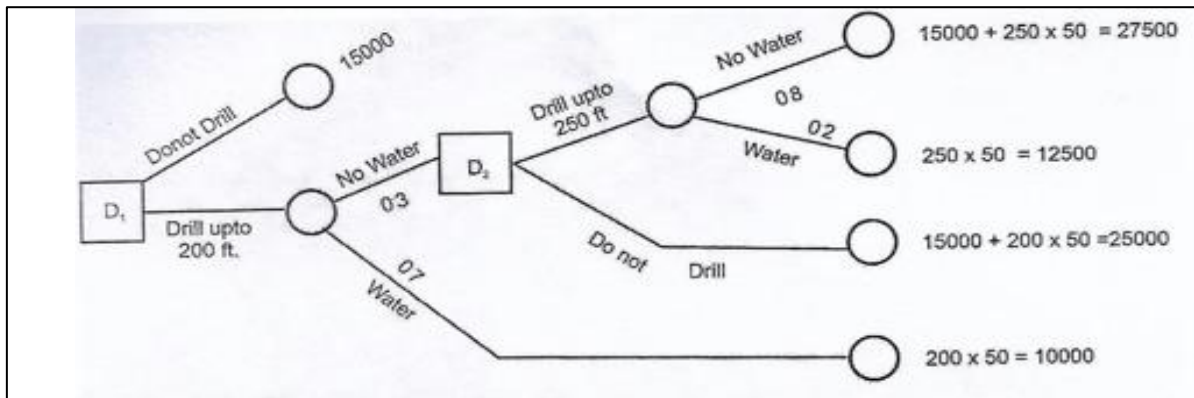 15000
Donot Drill
D₁
Drill upto
200 ft.
No Water
03
07
Water
D₂
Drill upto
250 ft
No Water
08
02
Water
Do not Drill
15000 + 250 x 50 = 27500
250 x 50 = 12500
15000 + 200 x 50 =25000
200 x 50 = 10000